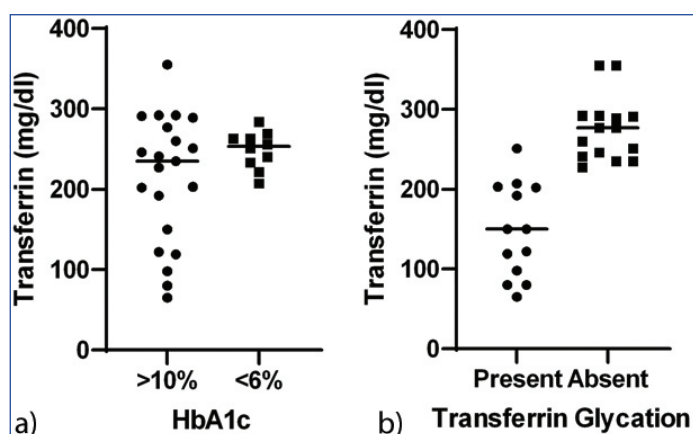 400
300
200
100
0
Transferrin (mg/dl)
>10% <6%
a) HbA1c
400
300
200
100
0
Transferrin (mg/dl)
Present Absent
b) Transferrin Glycation